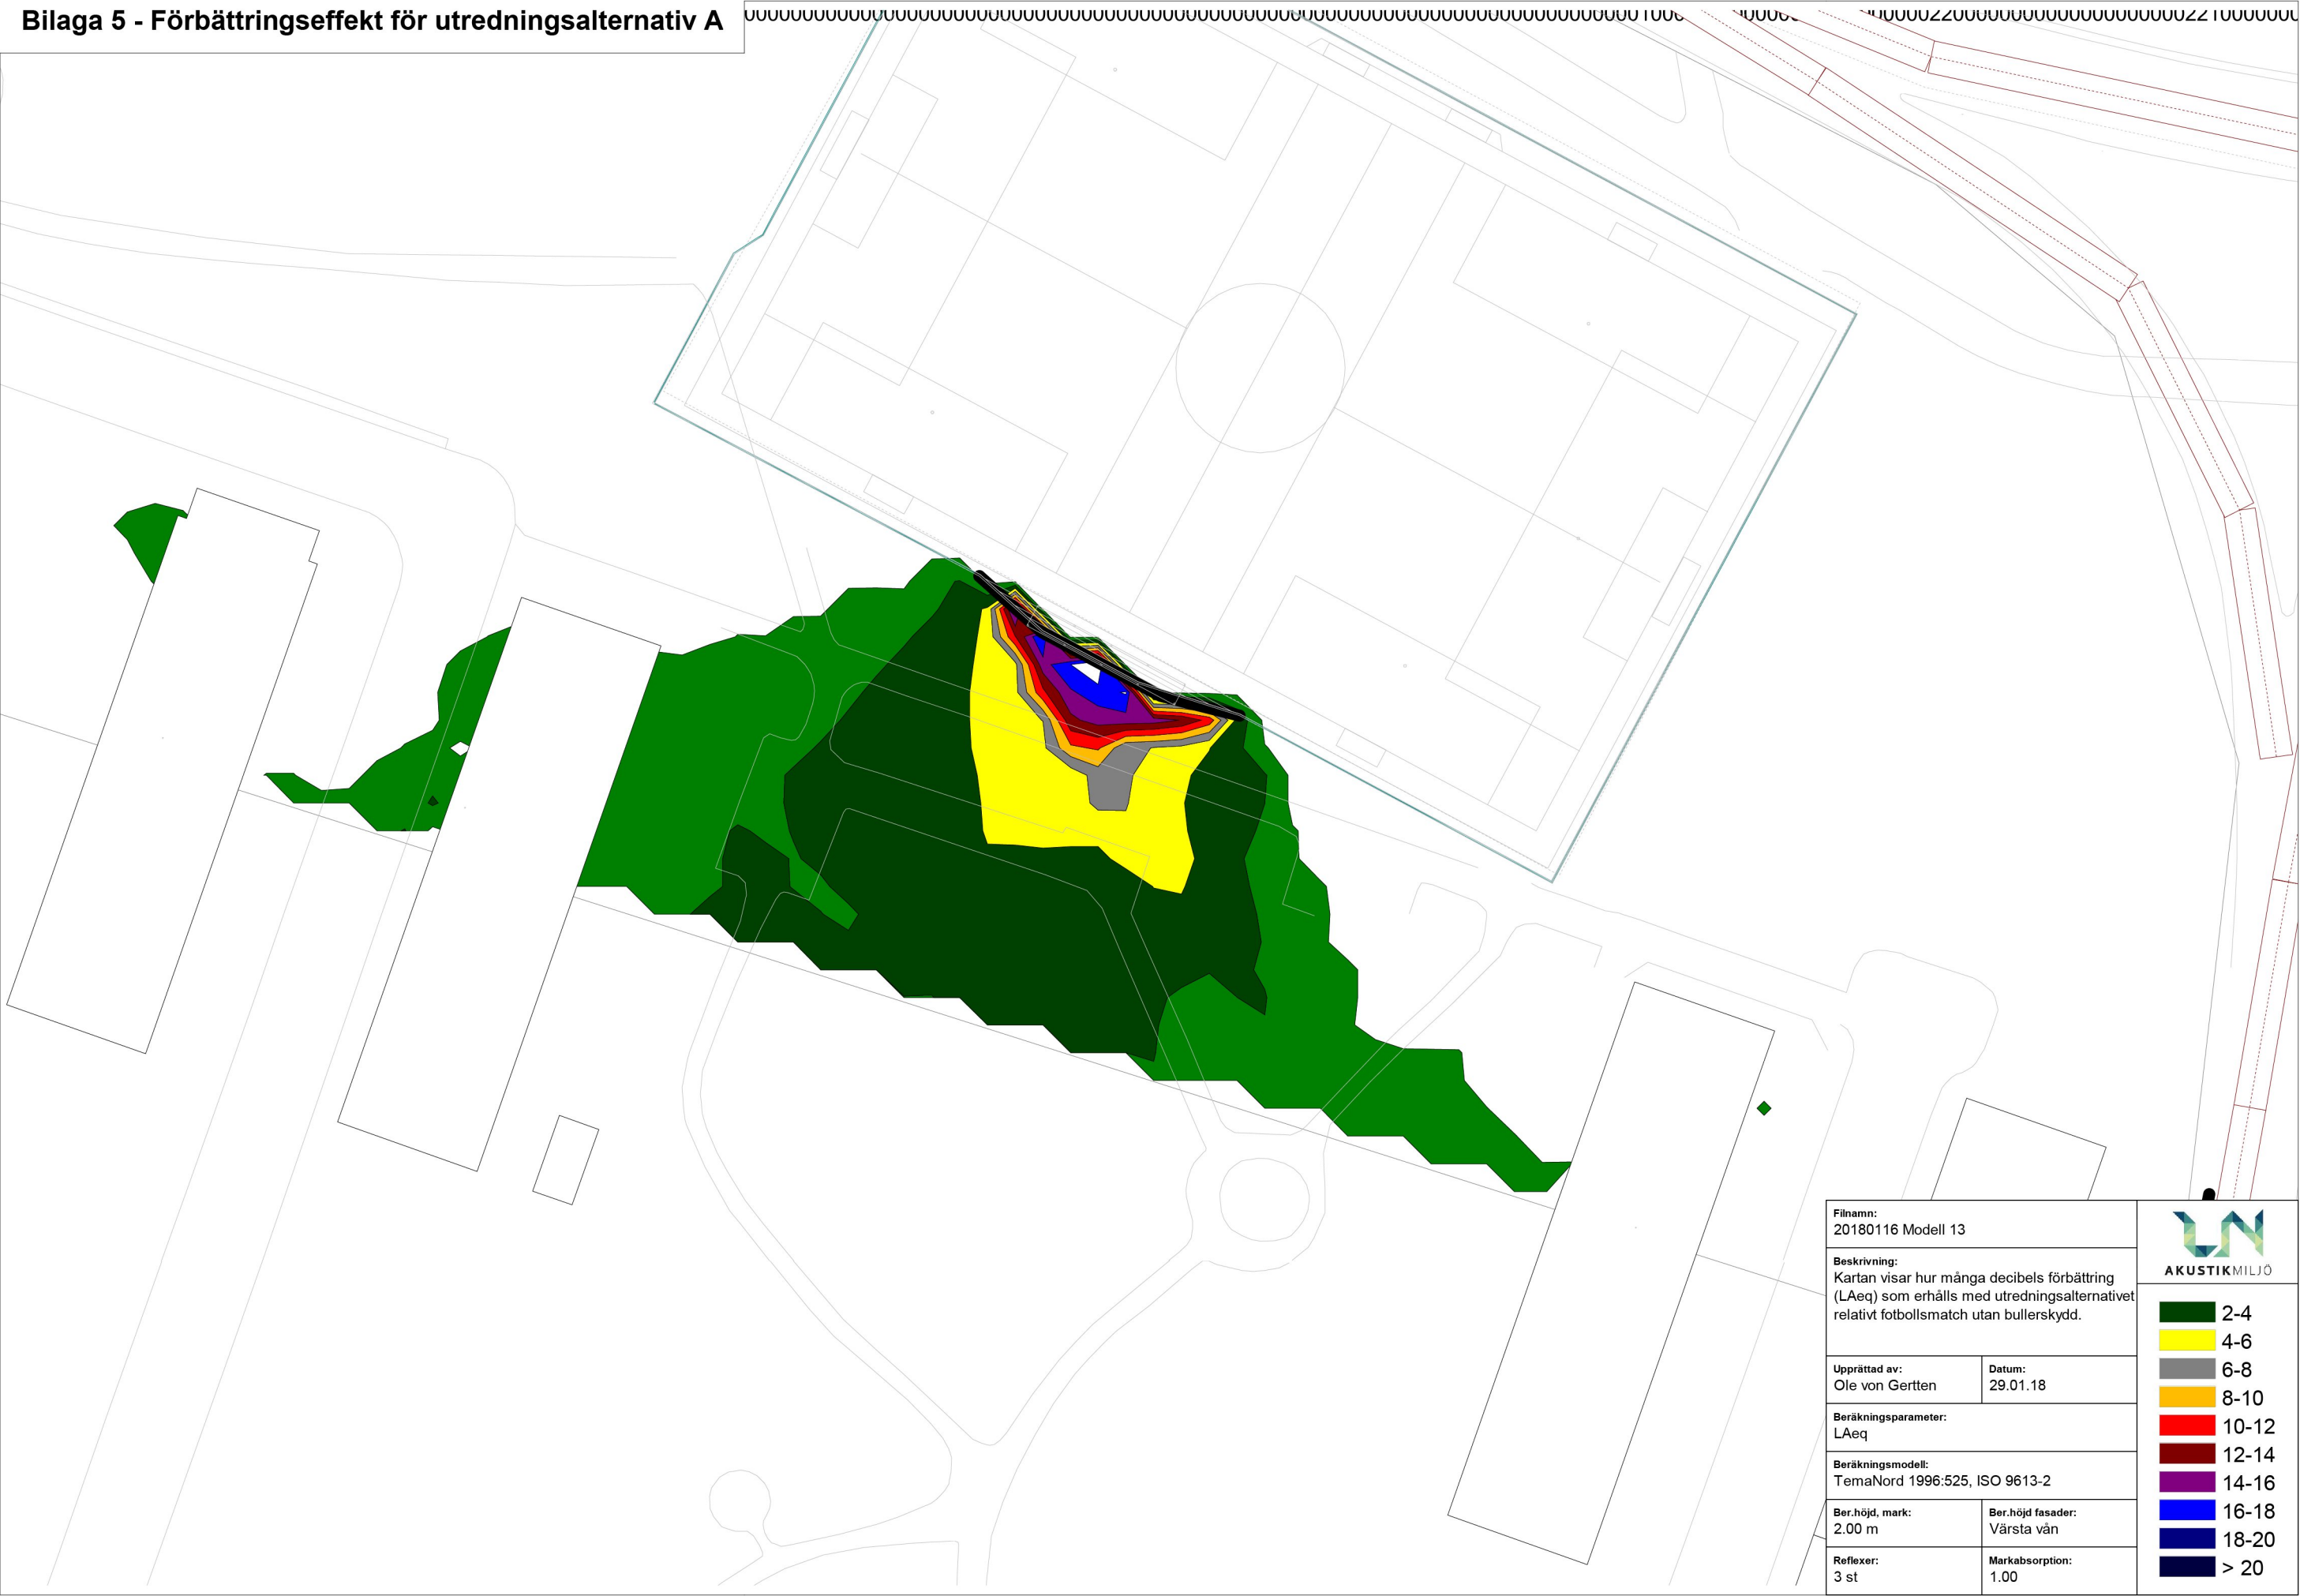 Bilaga 5 - Förbättringseffekt för utredningsalternativ A
Filnamn:
20180116 Modell 13
Beskrivning:
Kartan visar hur många decibels förbättring
(LAeq) som erhålls med utredningsalternativet
relativt fotbollsmatch utan bullerskydd.
Upprättad av:
Ole von Gertten
Datum:
29.01.18
Beräkningsparameter:
LAeq
Beräkningsmodell:
TemaNord 1996:525, ISO 9613-2
Ber.höjd, mark:
2.00 m
Ber.höjd fasader:
Värsta vån
Reflexer:
3 st
Markabsorption:
1.00
LN
AKUSTIKMILJÖ
2-4
4-6
6-8
8-10
10-12
12-14
14-16
16-18
18-20
> 20